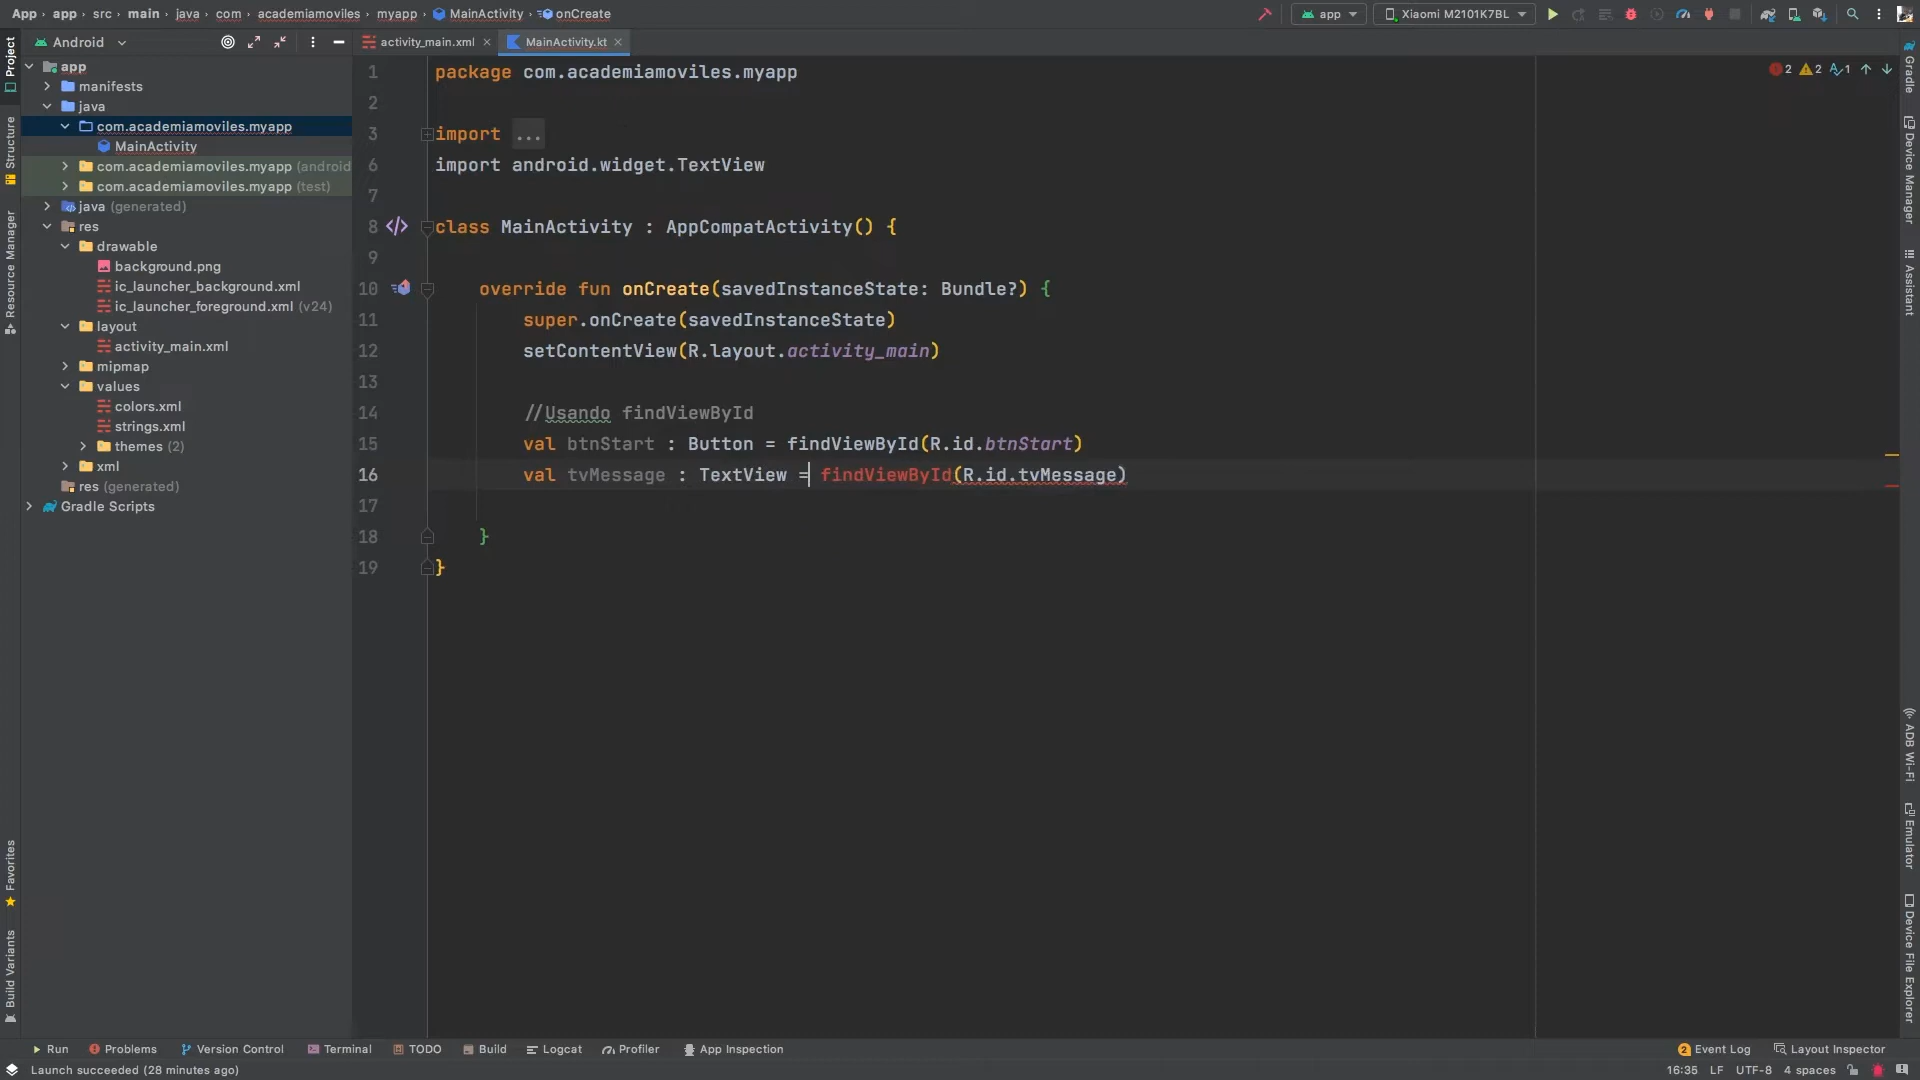 App › app › src › main › java › com › academiamoviles › myapp › MainActivity › onCreate
app
Xiaomi M2101K7BL
Android
activity_main.xml
MainActivity.kt
app
manifests
java
com.academiamoviles.myapp
MainActivity
com.academiamoviles.myapp (android
com.academiamoviles.myapp (test)
java (generated)
res
drawable
background.png
ic_launcher_background.xml
ic_launcher_foreground.xml (v24)
layout
activity_main.xml
mipmap
values
colors.xml
strings.xml
themes (2)
xml
res (generated)
Gradle Scripts
1 package com.academiamoviles.myapp
2
3 import ...
6 import android.widget.TextView
7
8 class MainActivity : AppCompatActivity() {
9
10 override fun onCreate(savedInstanceState: Bundle?) {
11 super.onCreate(savedInstanceState)
12 setContentView(R.layout.activity_main)
13
14 //Usando findViewById
15 val btnStart : Button = findViewById(R.id.btnStart)
16 val tvMessage : TextView = findViewById(R.id.tvMessage)
17
18 }
19 }
2 2 1
Project
Structure
Resource Manager
Favorites
Build Variants
Gradle
Device Manager
Assistant
ADB Wi-Fi
Emulator
Device File Explorer
Run Problems Version Control Terminal TODO Build Logcat Profiler App Inspection
2 Event Log Layout Inspector
Launch succeeded (28 minutes ago)
16:35 LF UTF-8 4 spaces